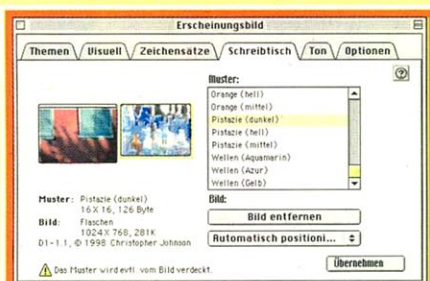 Erscheinungsbild
Themen
Visuell
Zeichensätze
Schreibtisch
Ton
Optionen
Muster:
Orange (hell)
Orange (mittel)
Pistazie (dunkel)
Pistazie (hell)
Pistazie (mittel)
Wellen (Aquamarin)
Wellen (Azur)
Wellen (Gelb)
Muster: Pistazie (dunkel)
16 X 16, 126 Byte
Bild: Flaschen
1024 X 768, 281K
D1-1.1, © 1998 Christopher Johnson
Bild:
Bild entfernen
Automatisch positioni...
Das Muster wird evtl. vom Bild verdeckt.
Übernehmen